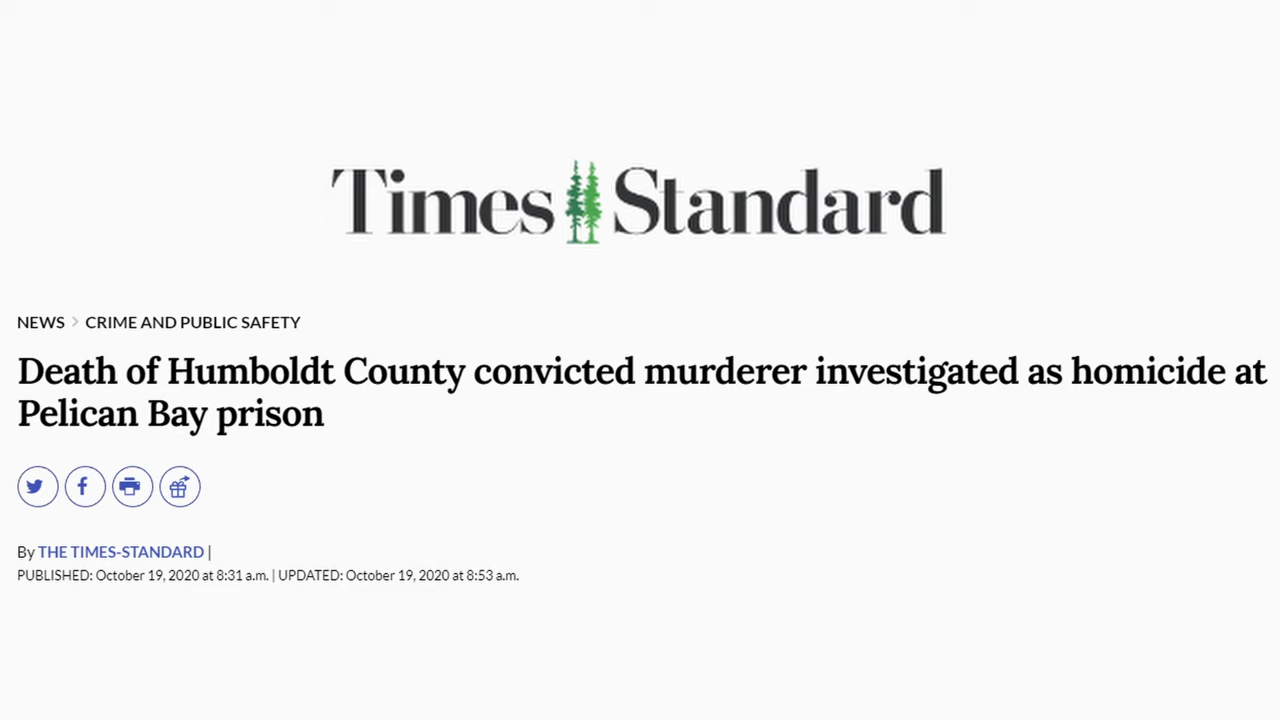 Times Standard
NEWS > CRIME AND PUBLIC SAFETY
Death of Humboldt County convicted murderer investigated as homicide at
Pelican Bay prison
By THE TIMES-STANDARD |
PUBLISHED: October 19, 2020 at 8:31 a.m. | UPDATED: October 19, 2020 at 8:53 a.m.